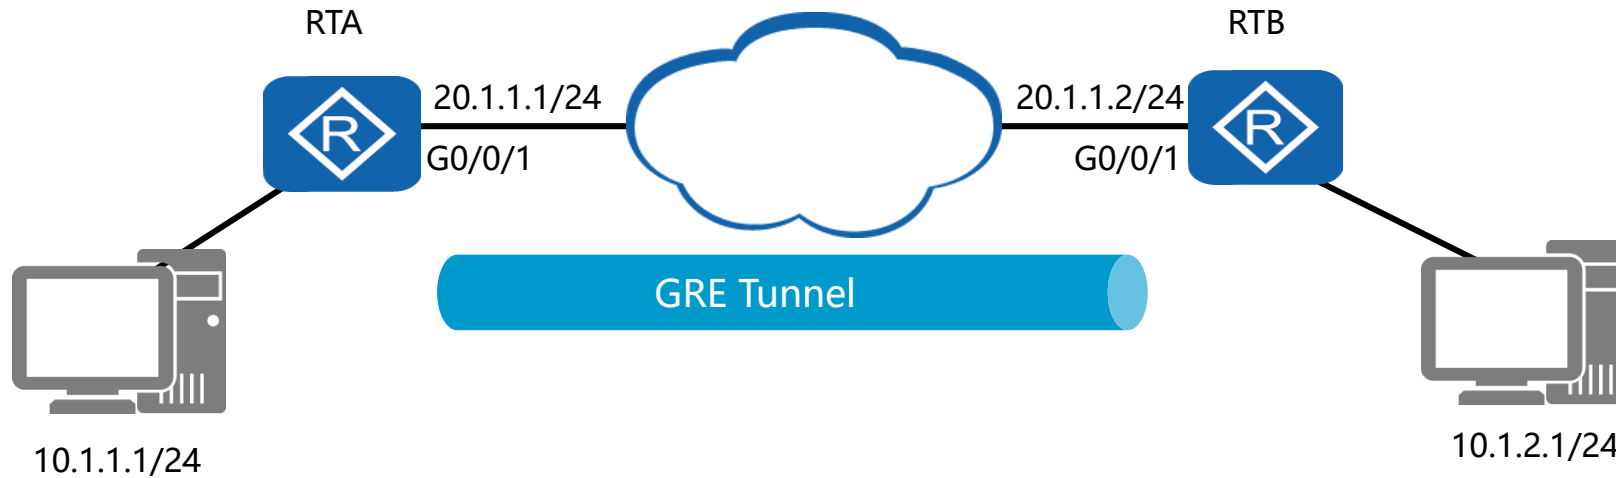 RTA
RTB
20.1.1.1/24
20.1.1.2/24
R
R
G0/0/1
G0/0/1
GRE Tunnel
10.1.1.1/24
10.1.2.1/24